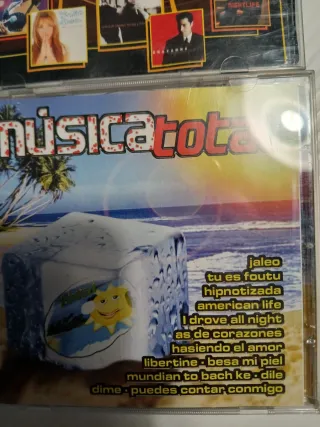 música total
jaleo
tu es foutu
hipnotizada
american life
I drove all night
as de corazones
hasiendo el amor
libertine - besa mi piel
mundian to bach ke - dile
dime - puedes contar conmigo